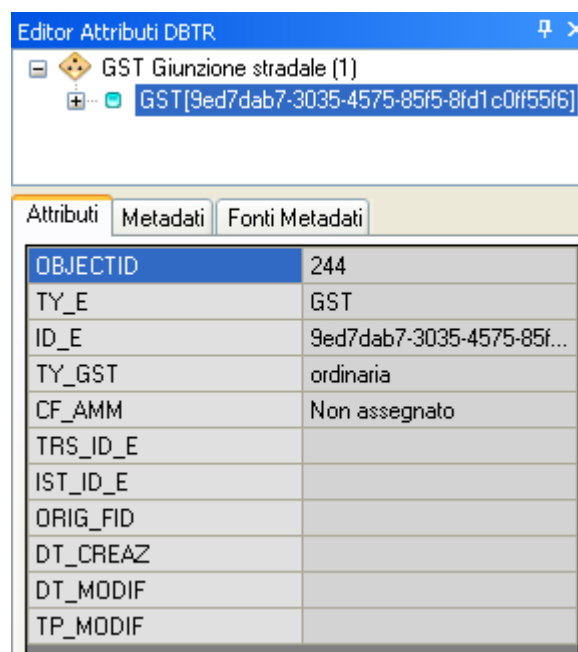 Editor Attributi DBTR
GST Giunzione stradale (1)
GST[9ed7dab7-3035-4575-85f5-8fd1c0ff55f6]
Attributi Metadati Fonti Metadati
OBJECTID 244
TY_E GST
ID_E 9ed7dab7-3035-4575-85f...
TY_GST ordinaria
CF_AMM Non assegnato
TRS_ID_E
IST_ID_E
ORIG_FID
DT_CREAZ
DT_MODIF
TP_MODIF